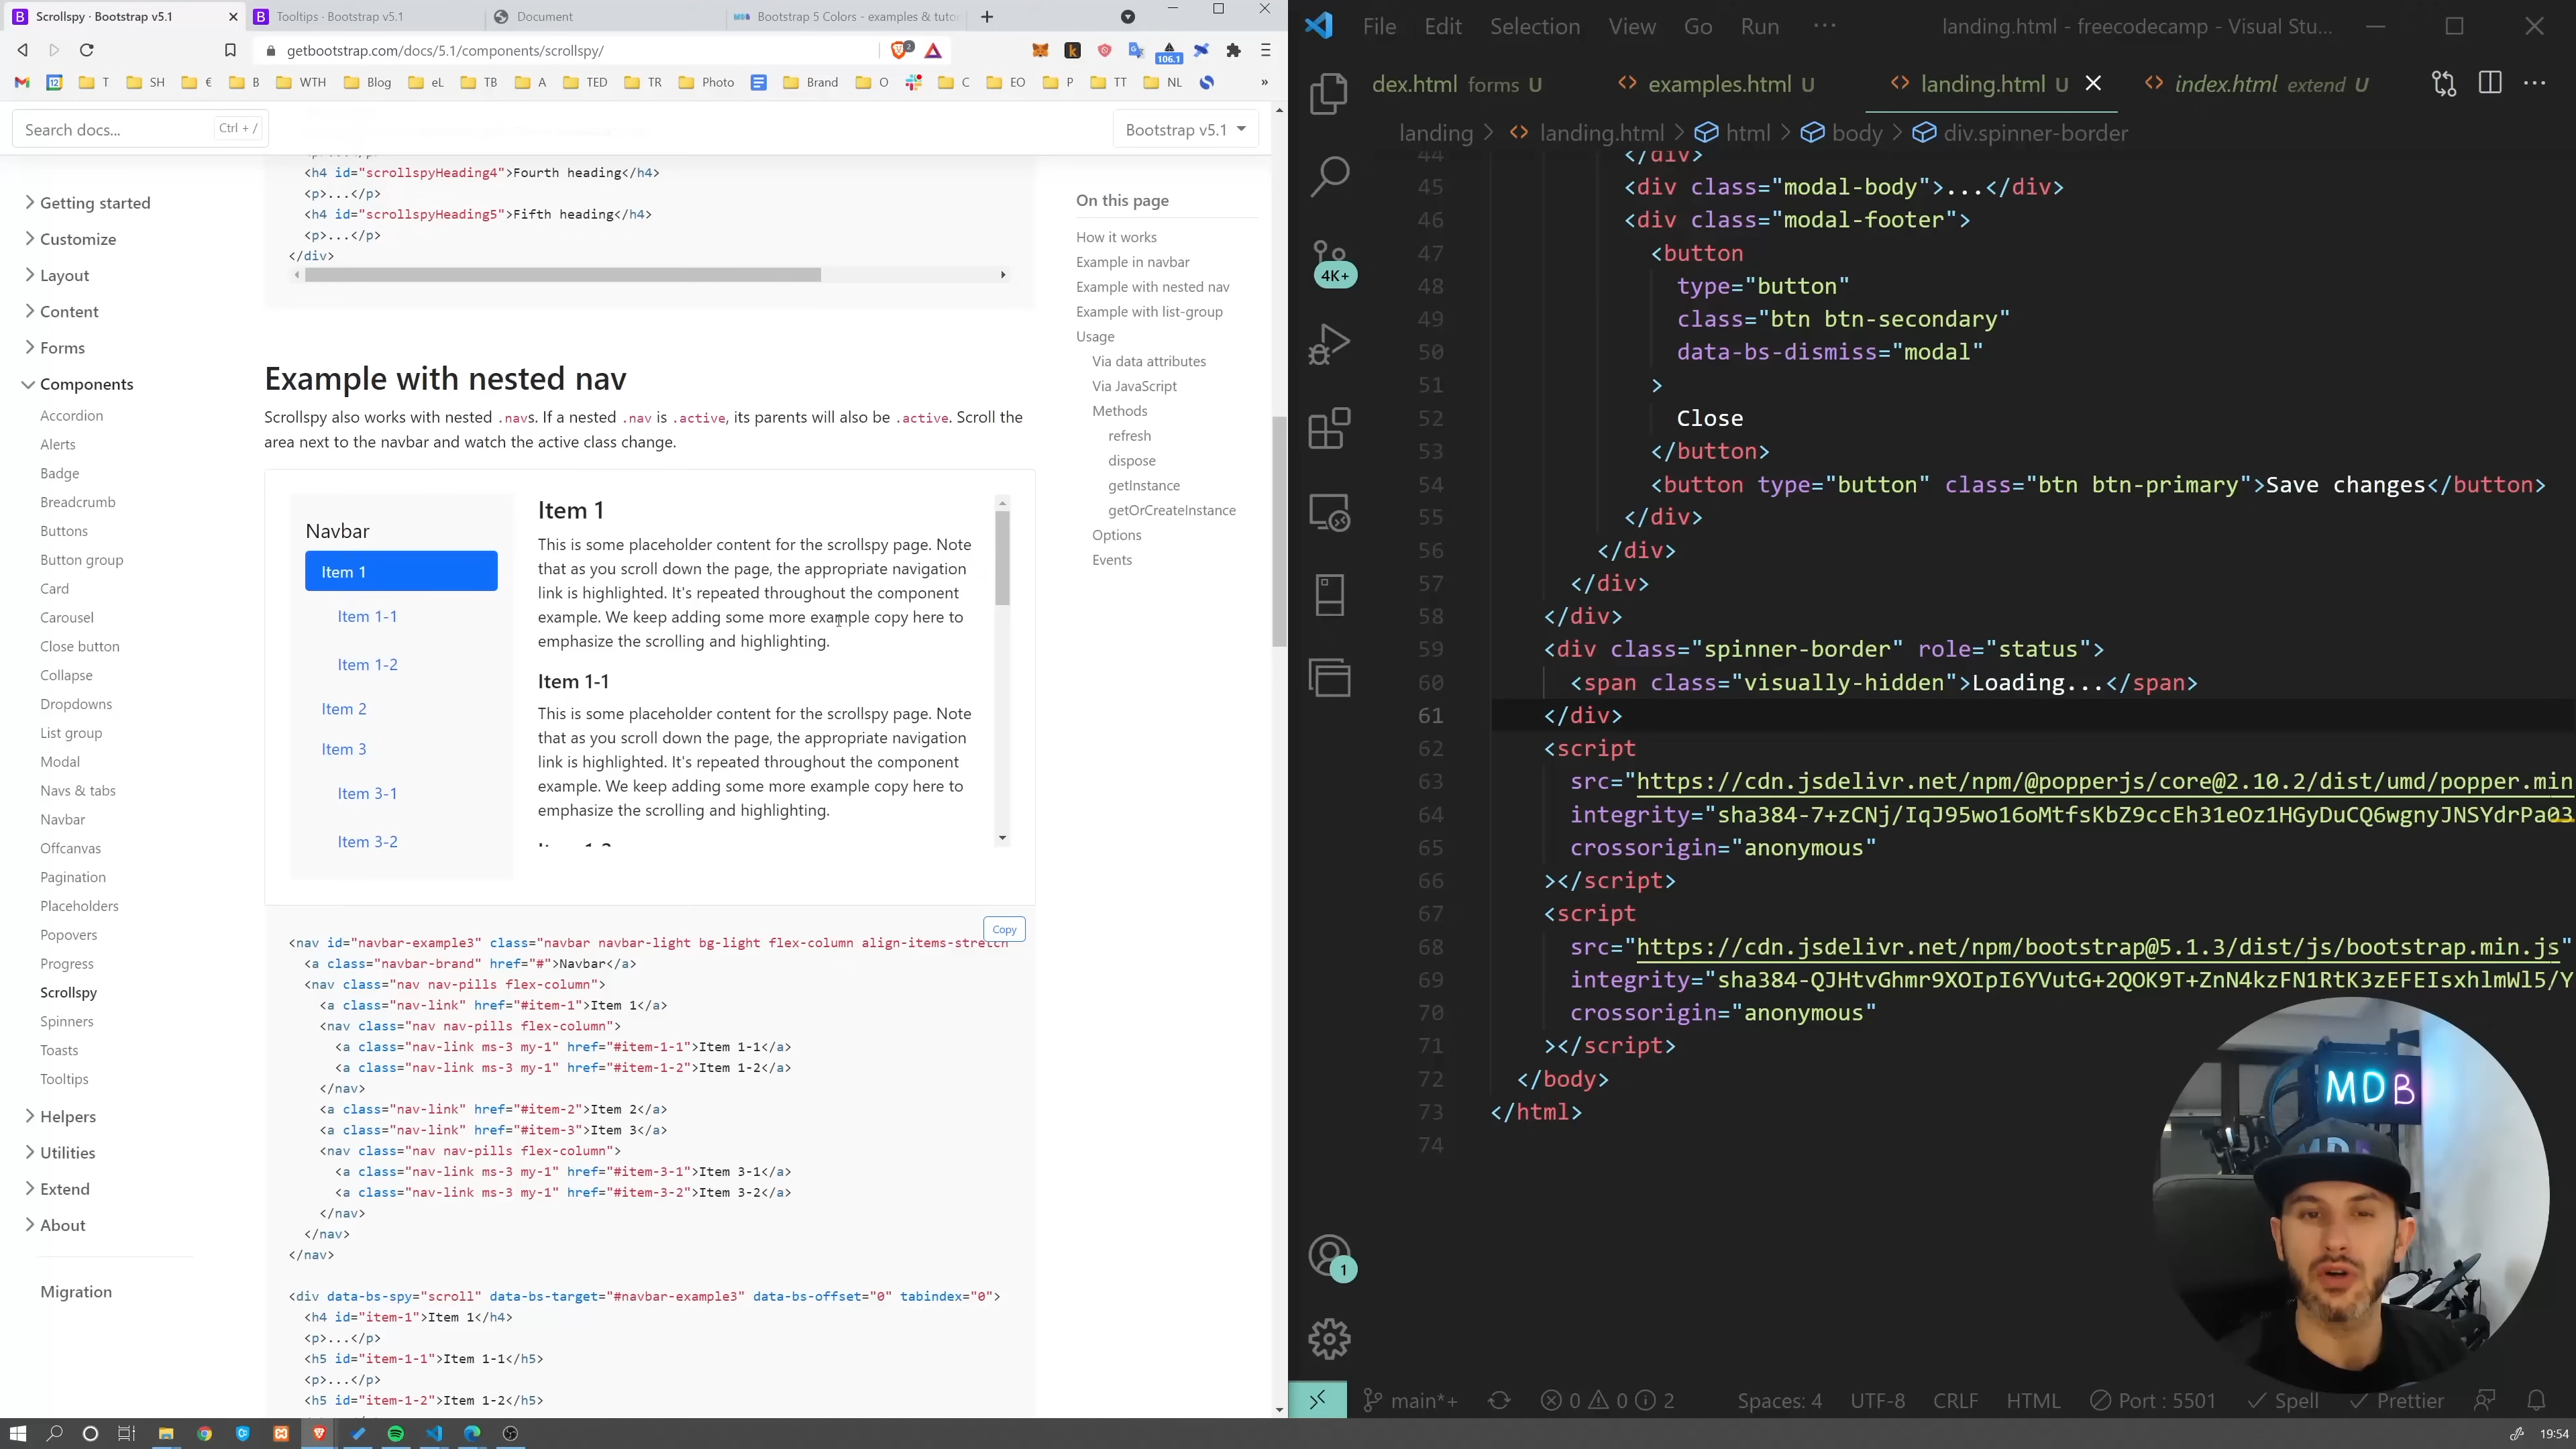 Scrollspy · Bootstrap v5.1
Tooltips · Bootstrap v5.1
Document
Bootstrap 5 Colors - examples & tutor
getbootstrap.com/docs/5.1/components/scrollspy/
2
106.1
T
SH
€
B
WTH
Blog
eL
TB
A
TED
TR
Photo
Brand
O
C
EO
P
TT
NL
»
Search docs...
Ctrl + /
Bootstrap v5.1
Getting started
Customize
Layout
Content
Forms
Components
Accordion
Alerts
Badge
Breadcrumb
Buttons
Button group
Card
Carousel
Close button
Collapse
Dropdowns
List group
Modal
Navs & tabs
Navbar
Offcanvas
Pagination
Placeholders
Popovers
Progress
Scrollspy
Spinners
Toasts
Tooltips
Helpers
Utilities
Extend
About
Migration
<p>...</p>
<h4 id="scrollspyHeading4">Fourth heading</h4>
<p>...</p>
<h4 id="scrollspyHeading5">Fifth heading</h4>
<p>...</p>
</div>
Example with nested nav
Scrollspy also works with nested .navs. If a nested .nav is .active, its parents will also be .active. Scroll the
area next to the navbar and watch the active class change.
Navbar
Item 1
Item 1-1
Item 1-2
Item 2
Item 3
Item 3-1
Item 3-2
Item 1
This is some placeholder content for the scrollspy page. Note
that as you scroll down the page, the appropriate navigation
link is highlighted. It's repeated throughout the component
example. We keep adding some more example copy here to
emphasize the scrolling and highlighting.
Item 1-1
This is some placeholder content for the scrollspy page. Note
that as you scroll down the page, the appropriate navigation
link is highlighted. It's repeated throughout the component
example. We keep adding some more example copy here to
emphasize the scrolling and highlighting.
Item 1-2
Copy
<nav id="navbar-example3" class="navbar navbar-light bg-light flex-column align-items-stretch
<a class="navbar-brand" href="#">Navbar</a>
<nav class="nav nav-pills flex-column">
<a class="nav-link" href="#item-1">Item 1</a>
<nav class="nav nav-pills flex-column">
<a class="nav-link ms-3 my-1" href="#item-1-1">Item 1-1</a>
<a class="nav-link ms-3 my-1" href="#item-1-2">Item 1-2</a>
</nav>
<a class="nav-link" href="#item-2">Item 2</a>
<a class="nav-link" href="#item-3">Item 3</a>
<nav class="nav nav-pills flex-column">
<a class="nav-link ms-3 my-1" href="#item-3-1">Item 3-1</a>
<a class="nav-link ms-3 my-1" href="#item-3-2">Item 3-2</a>
</nav>
</nav>
</nav>
<div data-bs-spy="scroll" data-bs-target="#navbar-example3" data-bs-offset="0" tabindex="0">
<h4 id="item-1">Item 1</h4>
<p>...</p>
<h5 id="item-1-1">Item 1-1</h5>
<p>...</p>
<h5 id="item-1-2">Item 1-2</h5>
On this page
How it works
Example in navbar
Example with nested nav
Example with list-group
Usage
Via data attributes
Via JavaScript
Methods
refresh
dispose
getInstance
getOrCreateInstance
Options
Events
File Edit Selection View Go Run ···
landing.html - freecodecamp - Visual Stu...
dex.html forms U
examples.html U
landing.html U
index.html extend U
landing > landing.html > html > body > div.spinner-border
4K+
1
44 </div>
45 <div class="modal-body">...</div>
46 <div class="modal-footer">
47 <button
48 type="button"
49 class="btn btn-secondary"
50 data-bs-dismiss="modal"
51 >
52 Close
53 </button>
54 <button type="button" class="btn btn-primary">Save changes</button>
55 </div>
56 </div>
57 </div>
58 </div>
59 <div class="spinner-border" role="status">
60 <span class="visually-hidden">Loading...</span>
61 </div>
62 <script
63 src="https://cdn.jsdelivr.net/npm/@popperjs/core@2.10.2/dist/umd/popper.min
64 integrity="sha384-7+zCNj/IqJ95wo16oMtfsKbZ9ccEh31eOz1HGyDuCQ6wgnyJNSYdrPa03
65 crossorigin="anonymous"
66 ></script>
67 <script
68 src="https://cdn.jsdelivr.net/npm/bootstrap@5.1.3/dist/js/bootstrap.min.js"
69 integrity="sha384-QJHtvGhmr9XOIpI6YVutG+2QOK9T+ZnN4kzFN1RtK3zEFEIsxhlmWl5/Y
70 crossorigin="anonymous"
71 ></script>
72 </body>
73 </html>
74
MDB
main*+
0 0 2
Spaces: 4
UTF-8
CRLF
HTML
Port : 5501
Spell
Prettier
19:54